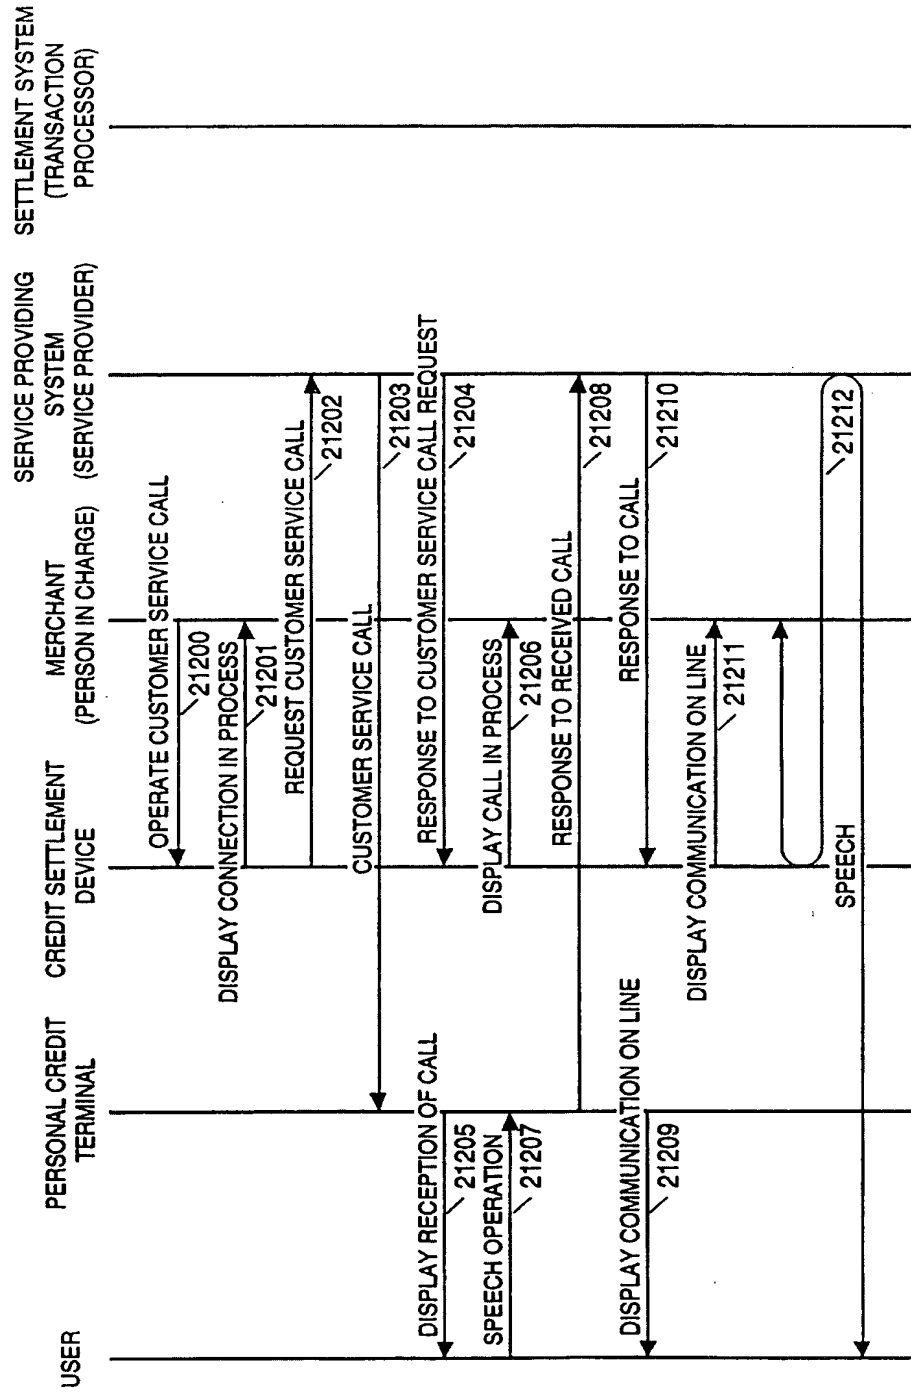 USER
PERSONAL CREDIT
TERMINAL
CREDIT SETTLEMENT
DEVICE
MERCHANT
(PERSON IN CHARGE)
SERVICE PROVIDING
SYSTEM
(SERVICE PROVIDER)
SETTLEMENT SYSTEM
(TRANSACTION
PROCESSOR)
OPERATE CUSTOMER SERVICE CALL
21200
DISPLAY CONNECTION IN PROCESS
21201
REQUEST CUSTOMER SERVICE CALL
21202
CUSTOMER SERVICE CALL
21203
RESPONSE TO CUSTOMER SERVICE CALL REQUEST
21204
DISPLAY RECEPTION OF CALL
21205
DISPLAY CALL IN PROCESS
21206
SPEECH OPERATION
21207
RESPONSE TO RECEIVED CALL
21208
DISPLAY COMMUNICATION ON LINE
21209
RESPONSE TO CALL
21210
DISPLAY COMMUNICATION ON LINE
21211
SPEECH
21212